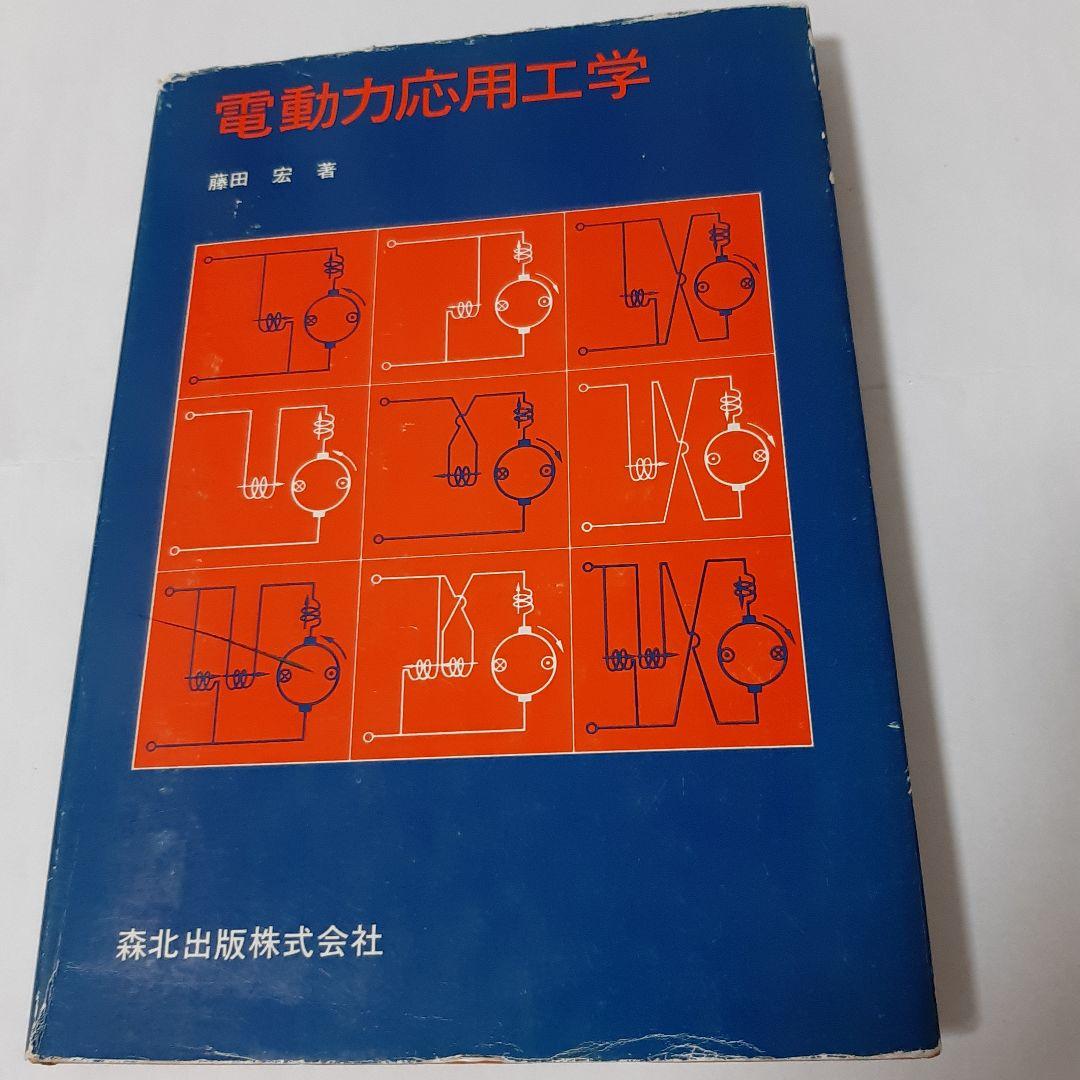 電動力応用工学
藤田 宏 著
森北出版株式会社